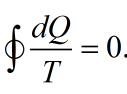 ∮ dQ/T = 0.